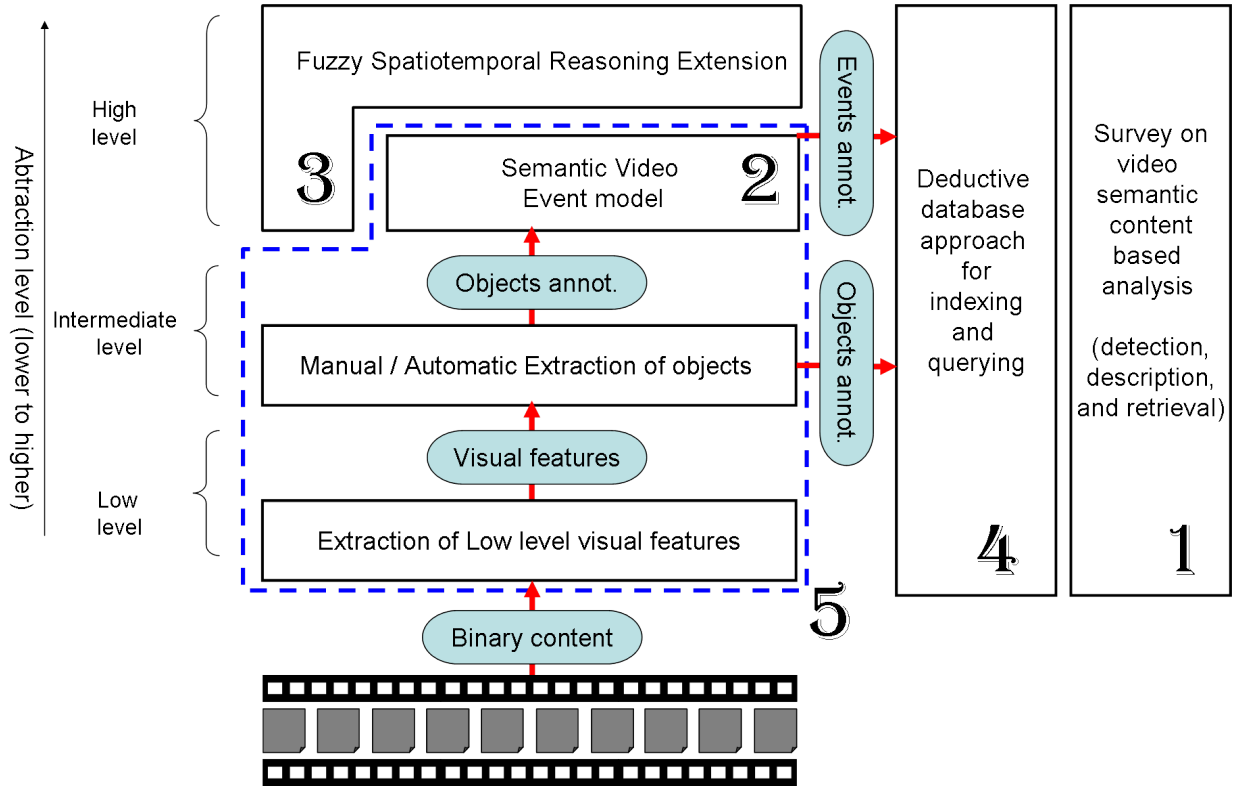 Abtraction level (lower to higher)
High
level
Intermediate
level
Low
level
Fuzzy Spatiotemporal Reasoning Extension
3
Semantic Video
Event model
2
Objects annot.
Manual / Automatic Extraction of objects
Visual features
Extraction of Low level visual features
5
Binary content
Events annot.
Objects annot.
Deductive
database
approach
for
indexing
and
querying
4
Survey on
video
semantic
content
based
analysis
(detection,
description,
and retrieval)
1